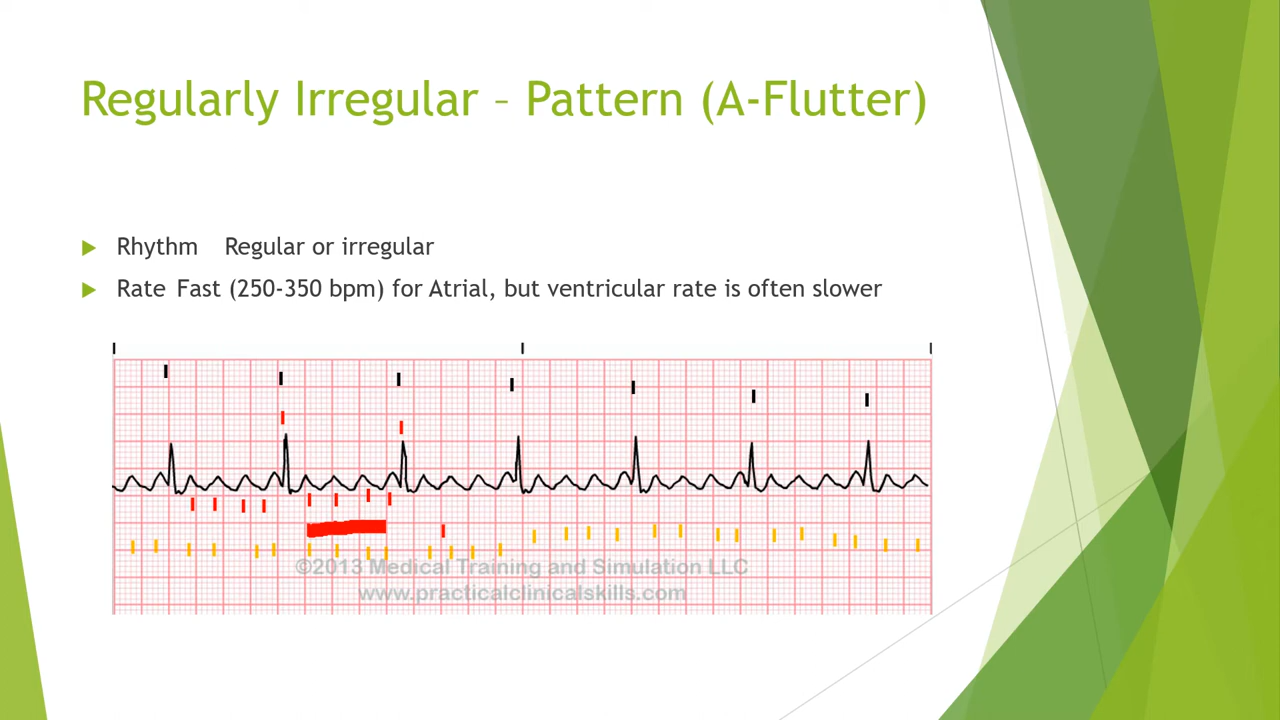 Regularly Irregular – Pattern (A-Flutter)
Rhythm Regular or irregular
Rate Fast (250-350 bpm) for Atrial, but ventricular rate is often slower
©2013 Medical Training and Simulation LLC
www.practicalclinicalskills.com